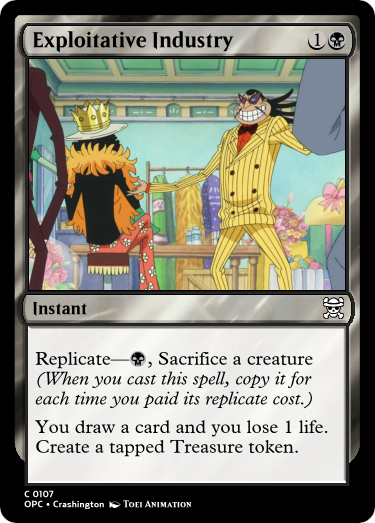 Exploitative Industry 1
Instant
Replicate—, Sacrifice a creature
(When you cast this spell, copy it for
each time you paid its replicate cost.)
You draw a card and you lose 1 life.
Create a tapped Treasure token.
C 0107
OPC • Crashington TOEI ANIMATION